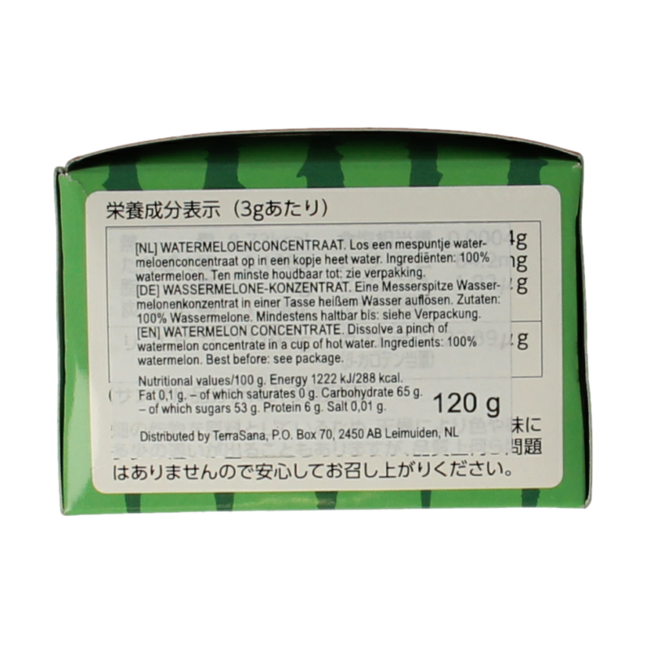 栄養成分表示（3gあたり）
4g
[NL] WATERMELOENCONCENTRAAT. Los een mespuntje water-
meloenconcentraat op in een kopje heet water. Ingrediënten: 100%
mg
watermeloen. Ten minste houdbaar tot: zie verpakking.
[DE] WASSERMELONE-KONZENTRAT. Eine Messerspitze Wasser-
g
melonenkonzentrat in einer Tasse heißem Wasser auflösen. Zutaten:
100% Wassermelone. Mindestens haltbar bis: siehe Verpackung.
[EN] WATERMELON CONCENTRATE. Dissolve a pinch of
watermelon concentrate in a cup of hot water. Ingredients: 100%
g
watermelon. Best before: see package.
Nutritional values/100 g. Energy 1222 kJ/288 kcal.
Fat 0,1 g. – of which saturates 0 g. Carbohydrate 65 g.
– of which sugars 53 g. Protein 6 g. Salt 0,01 g.
120 g
Distributed by TerraSana, P.O. Box 70, 2450 AB Leimuiden, NL
味に
問題
はありませんので安心してお召し上がりください。